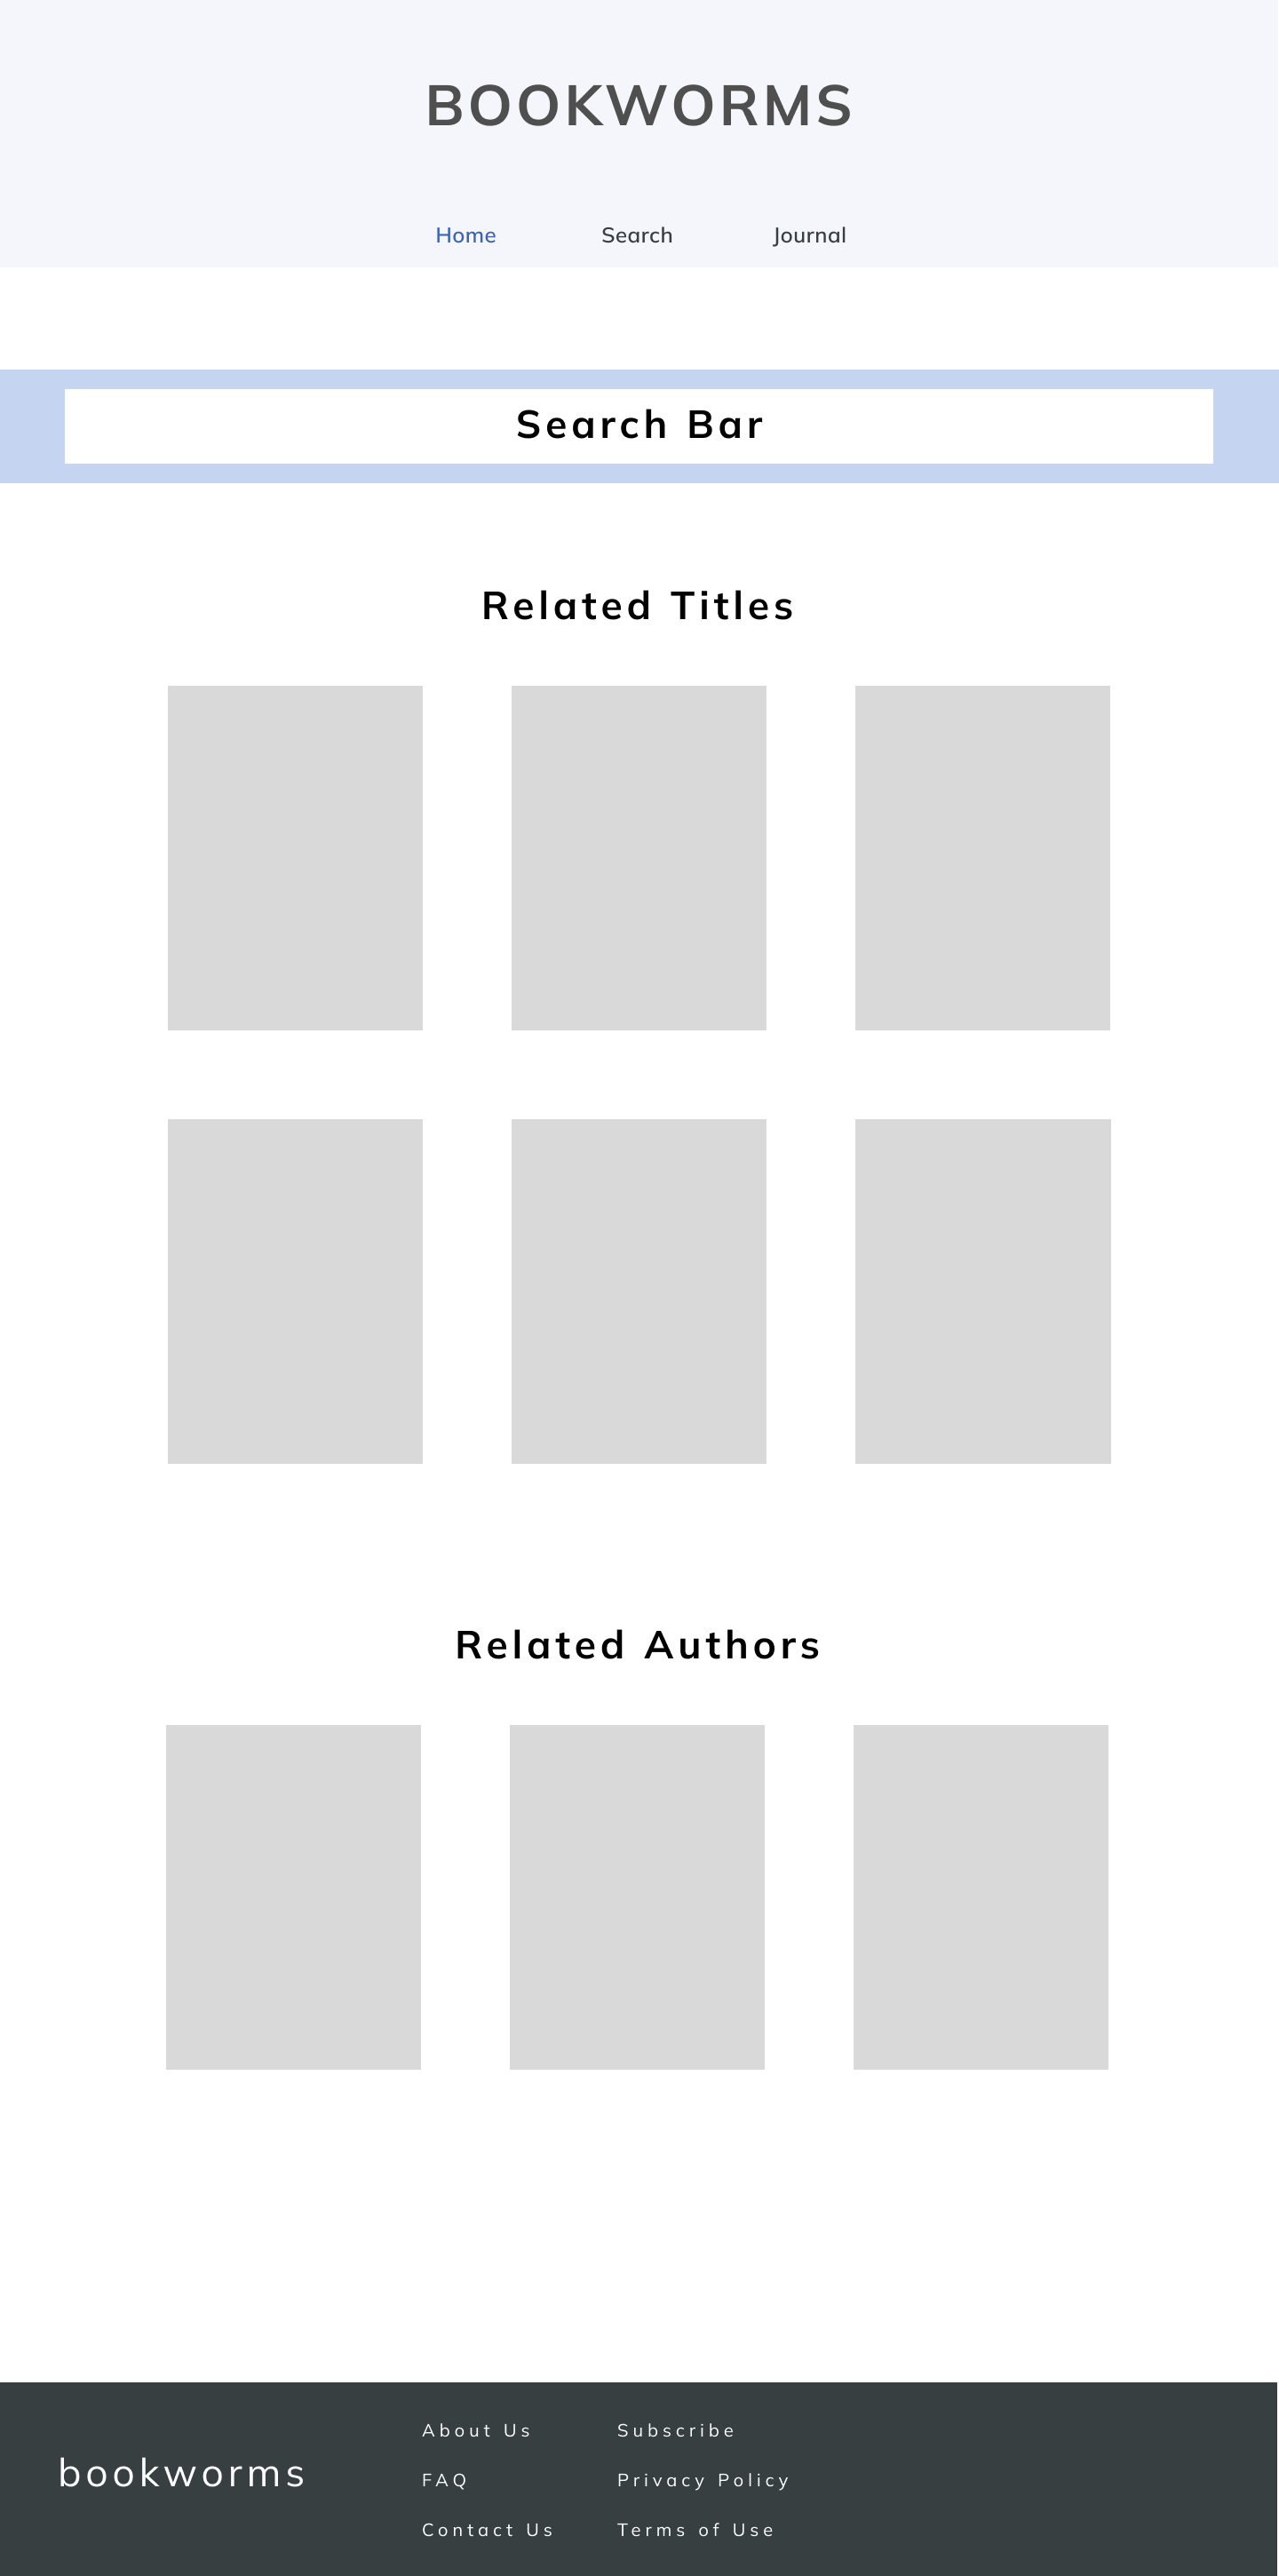 BOOKWORMS
Home Search Journal
Search Bar
Related Titles
Related Authors
bookworms
About Us
FAQ
Contact Us
Subscribe
Privacy Policy
Terms of Use